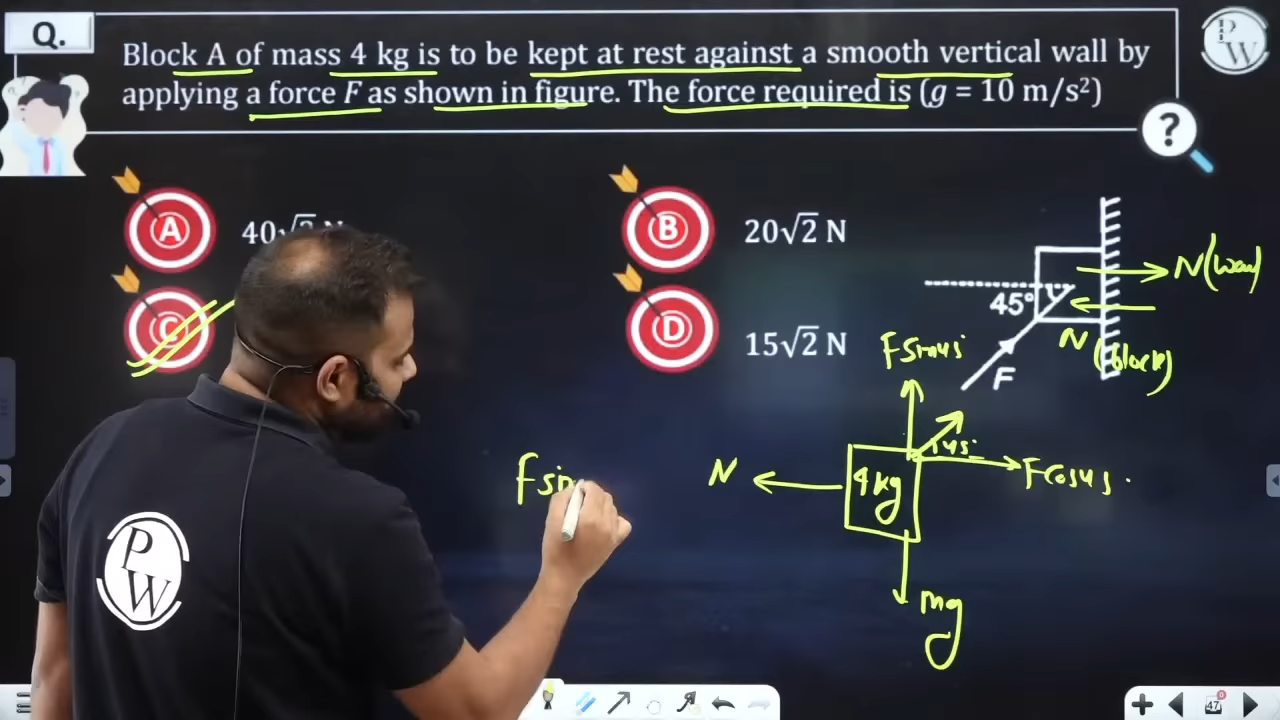 Q.
Block A of mass 4 kg is to be kept at rest against a smooth vertical wall by
applying a force F as shown in figure. The force required is (g = 10 m/s²)
P
W
?
A
B
20√2 N
C
D
15√2 N
45°
F
N(wall)
N(block)
F sin45
45
F cos45
N
4kg
mg
F sin
P
W
47